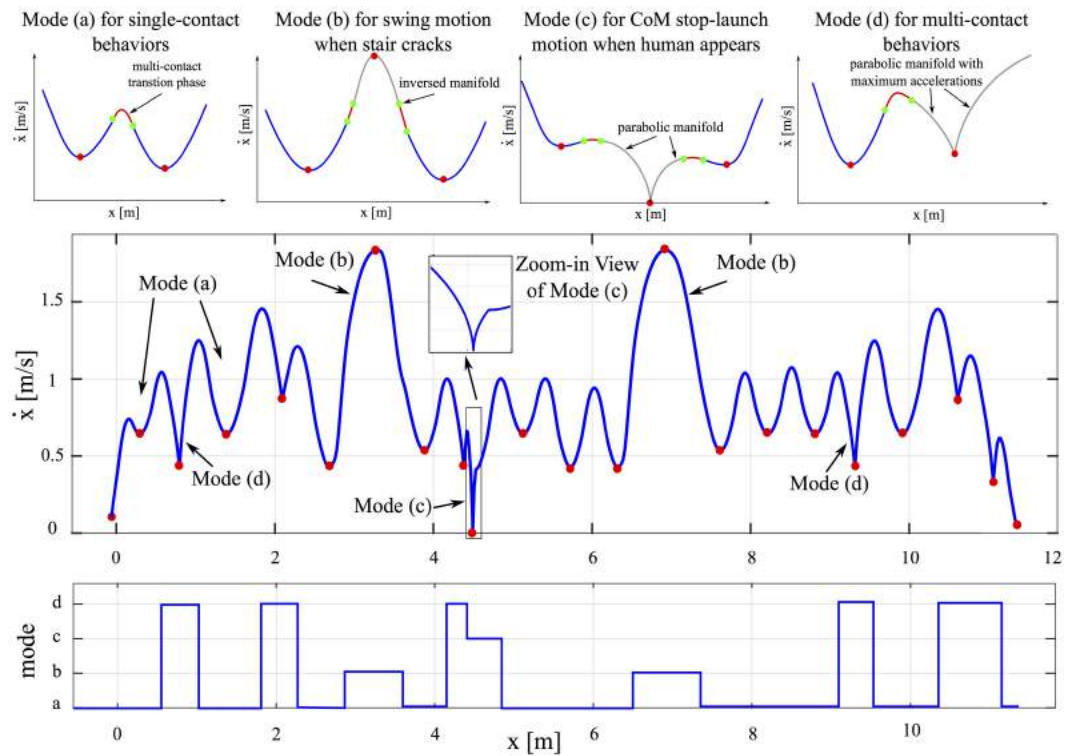 Mode (a) for single-contact
behaviors
multi-contact
transtion phase
ẋ [m/s]
x [m]
Mode (b) for swing motion
when stair cracks
inversed manifold
ẋ [m/s]
x [m]
Mode (c) for CoM stop-launch
motion when human appears
parabolic manifold
ẋ [m/s]
x [m]
Mode (d) for multi-contact
behaviors
parabolic manifold with
maximum accelerations
ẋ [m/s]
x [m]
Mode (a)
Mode (b)
Zoom-in View
of Mode (c)
Mode (b)
Mode (d)
Mode (c)
Mode (d)
ẋ [m/s]
1.5
1
0.5
0
0 2 4 6 8 10 12
mode
d
c
b
a
0 2 4 6 8 10
x [m]